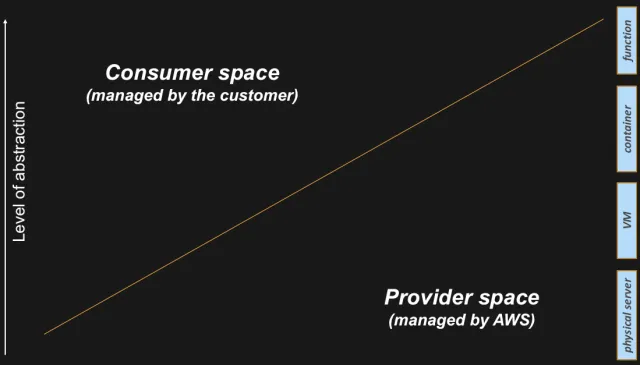 Consumer space
(managed by the customer)
Level of abstraction
Provider space
(managed by AWS)
function
container
VM
physical server